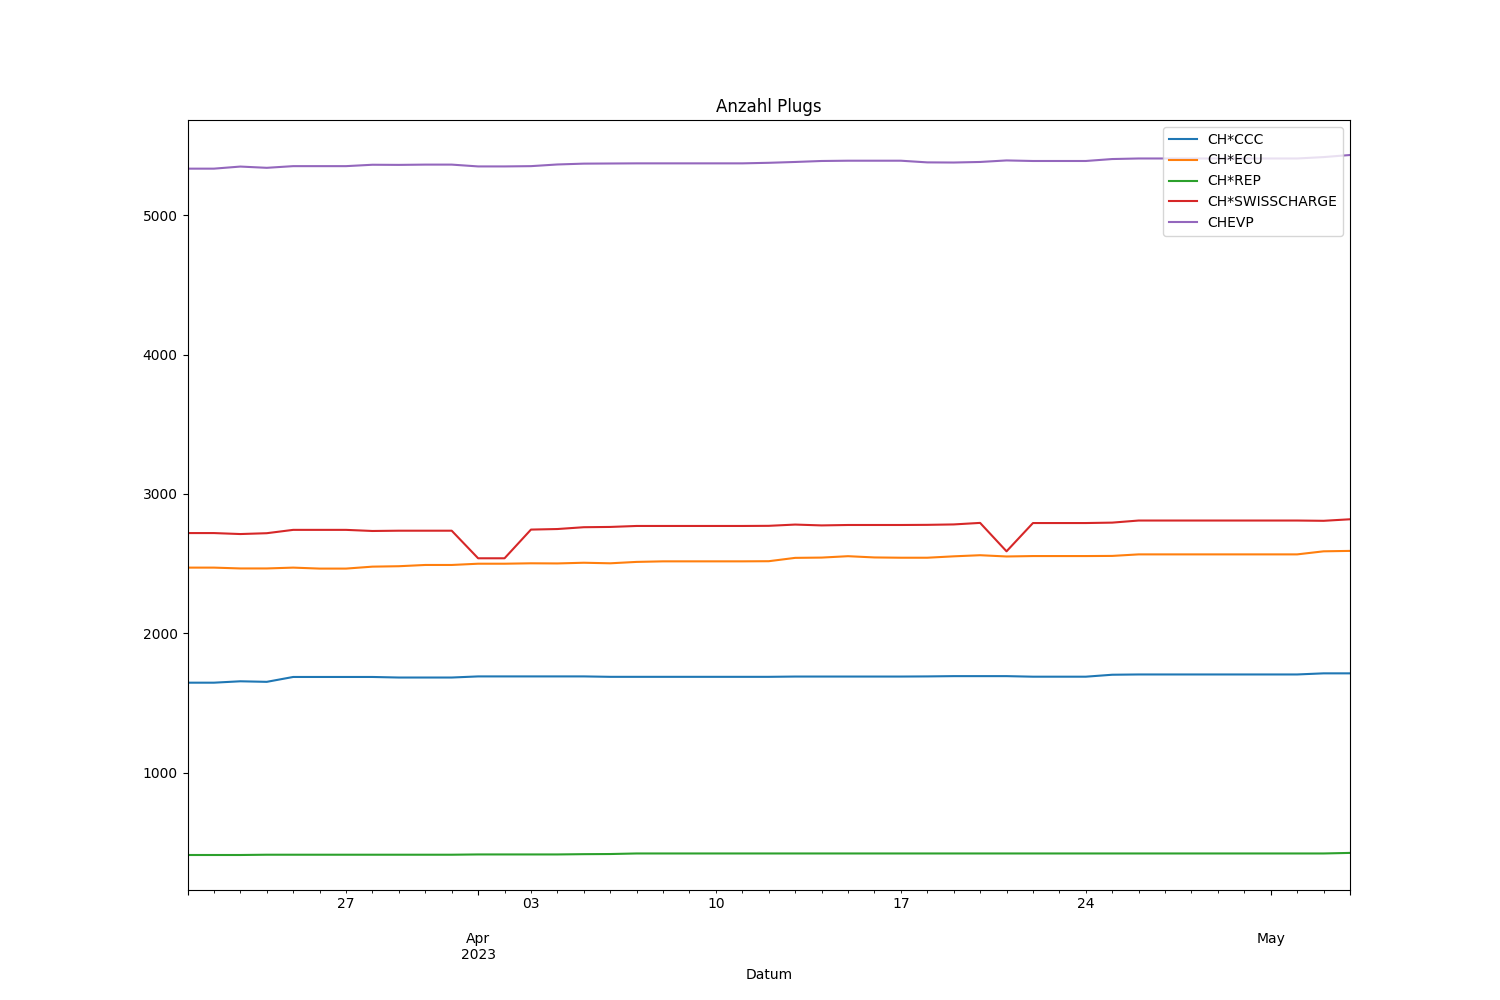 Anzahl Plugs
CH*CCC
CH*ECU
CH*REP
CH*SWISSCHARGE
CHEVP
5000
4000
3000
2000
1000
27 03 10 17 24
Apr May
2023
Datum